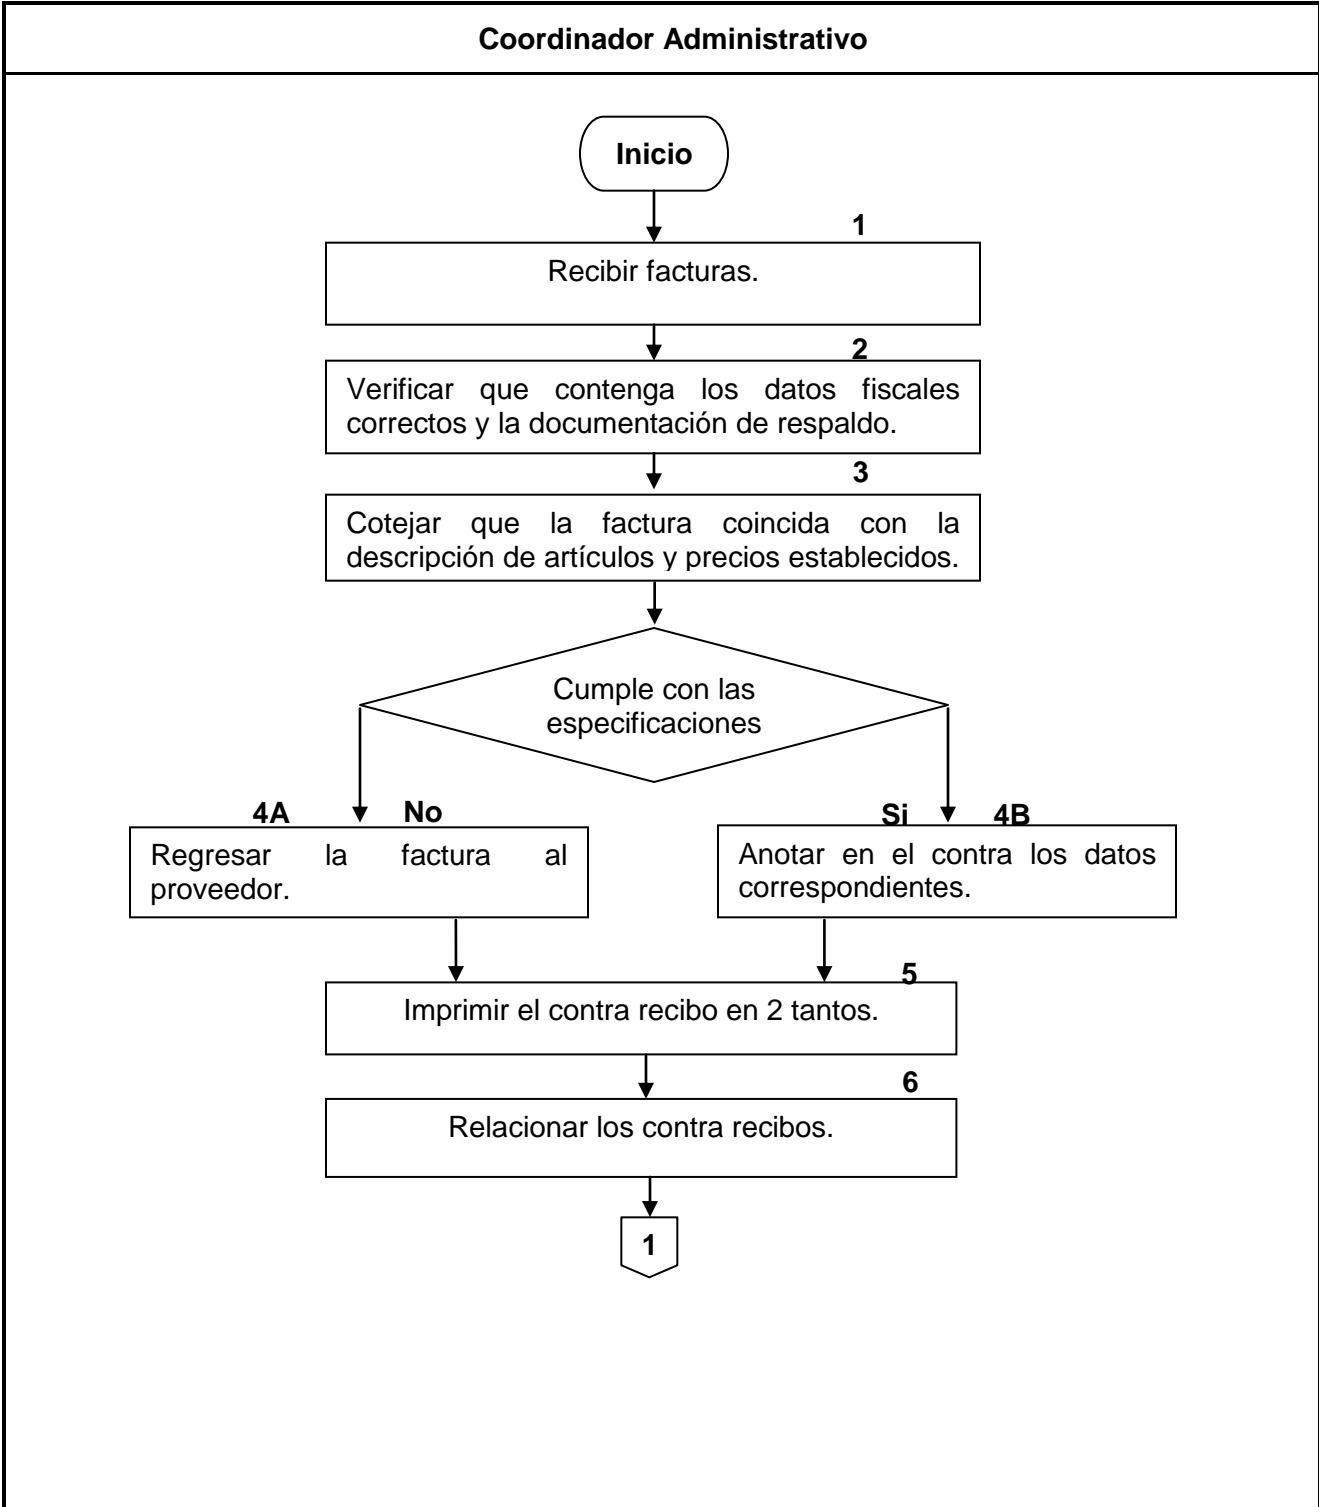 Coordinador Administrativo
Inicio
1
Recibir facturas.
2
Verificar que contenga los datos fiscales
correctos y la documentación de respaldo.
3
Cotejar que la factura coincida con la
descripción de artículos y precios establecidos.
Cumple con las
especificaciones
4A No
Regresar la factura al
proveedor.
Si 4B
Anotar en el contra los datos
correspondientes.
5
Imprimir el contra recibo en 2 tantos.
6
Relacionar los contra recibos.
1